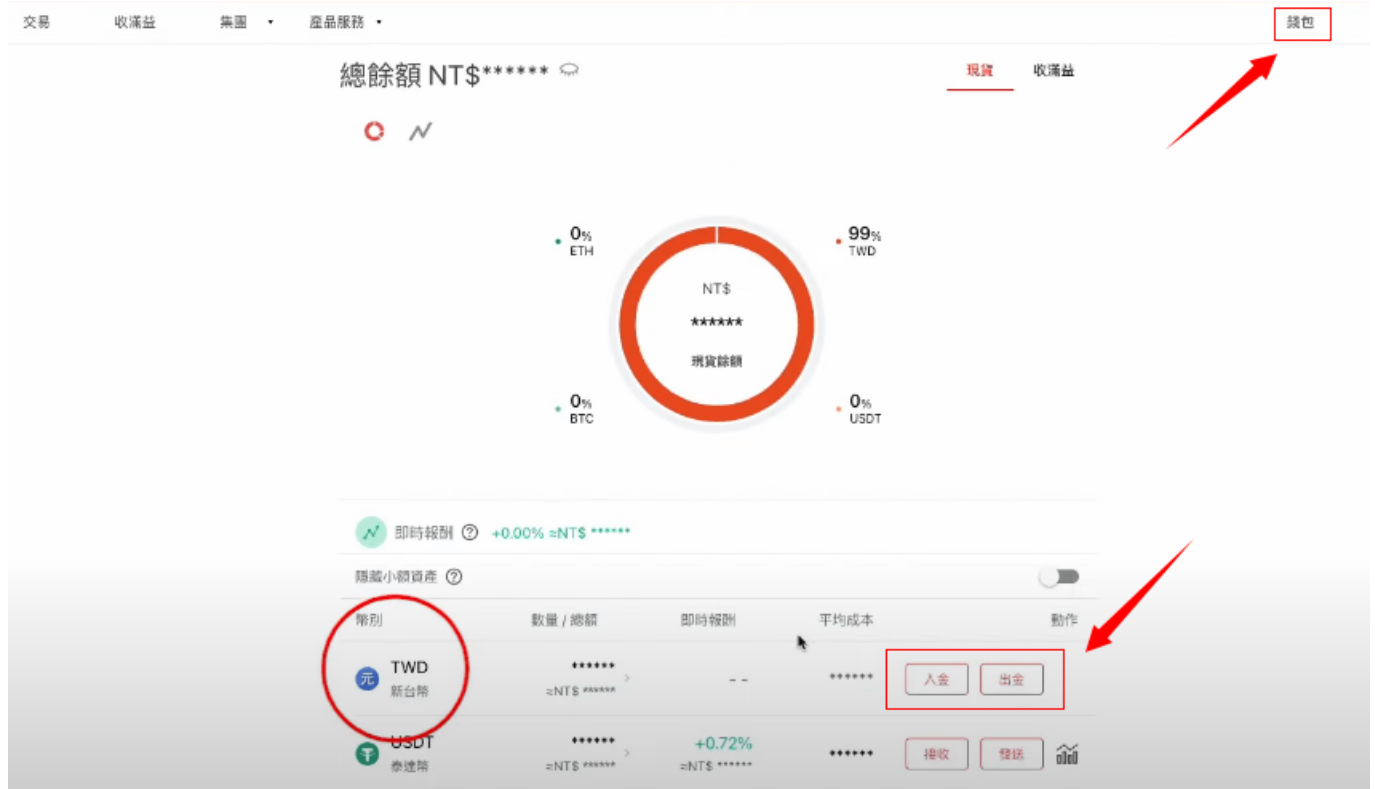 交易 收滿益 集團 產品服務 錢包
總餘額 NT$******
現貨 收滿益
0%
ETH
99%
TWD
NT$
******
現貨餘額
0%
BTC
0%
USDT
即時報酬 +0.00% ≈NT$ ******
隱藏小額資產
幣別 數量 / 總額 即時報酬 平均成本 動作
TWD ****** - - ****** 入金 出金
新台幣 ≈NT$ ******
USDT ****** +0.72% ****** 接收 發送
泰達幣 ≈NT$ ****** ≈NT$ ******